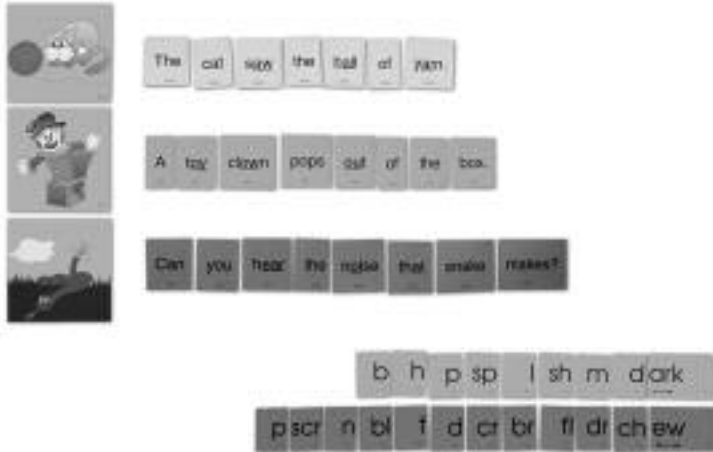 The cat saw the ball of yarn
A toy clown pops out of the box.
Can you hear the noise that snake makes?
b h p sp l sh m d ark
p scr n bl f d cr br fl dr ch ew